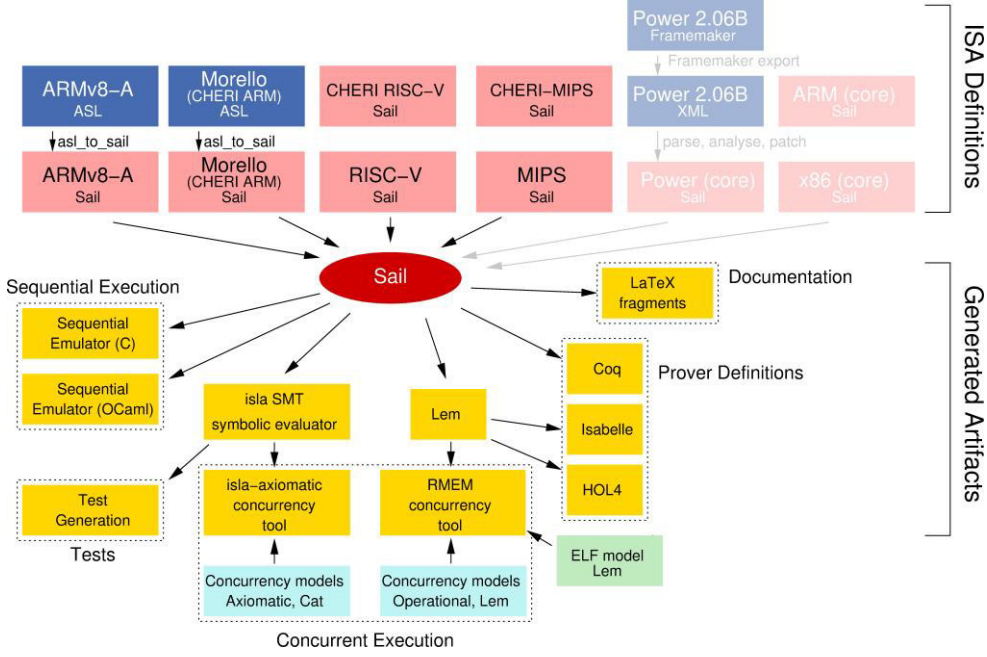 Power 2.06B
Framemaker
Framemaker export
ARMv8-A
ASL
Morello
(CHERI ARM)
ASL
CHERI RISC-V
Sail
CHERI-MIPS
Sail
Power 2.06B
XML
ARM (core)
Sail
asl_to_sail
asl_to_sail
parse, analyse, patch
ARMv8-A
Sail
Morello
(CHERI ARM)
Sail
RISC-V
Sail
MIPS
Sail
Power (core)
Sail
x86 (core)
Sail
ISA Definitions
Sail
Sequential Execution
Sequential
Emulator (C)
Sequential
Emulator (OCaml)
LaTeX
fragments
Documentation
Coq
Isabelle
HOL4
Prover Definitions
isla SMT
symbolic evaluator
Lem
Test
Generation
Tests
isla-axiomatic
concurrency
tool
RMEM
concurrency
tool
ELF model
Lem
Concurrency models
Axiomatic, Cat
Concurrency models
Operational, Lem
Concurrent Execution
Generated Artifacts